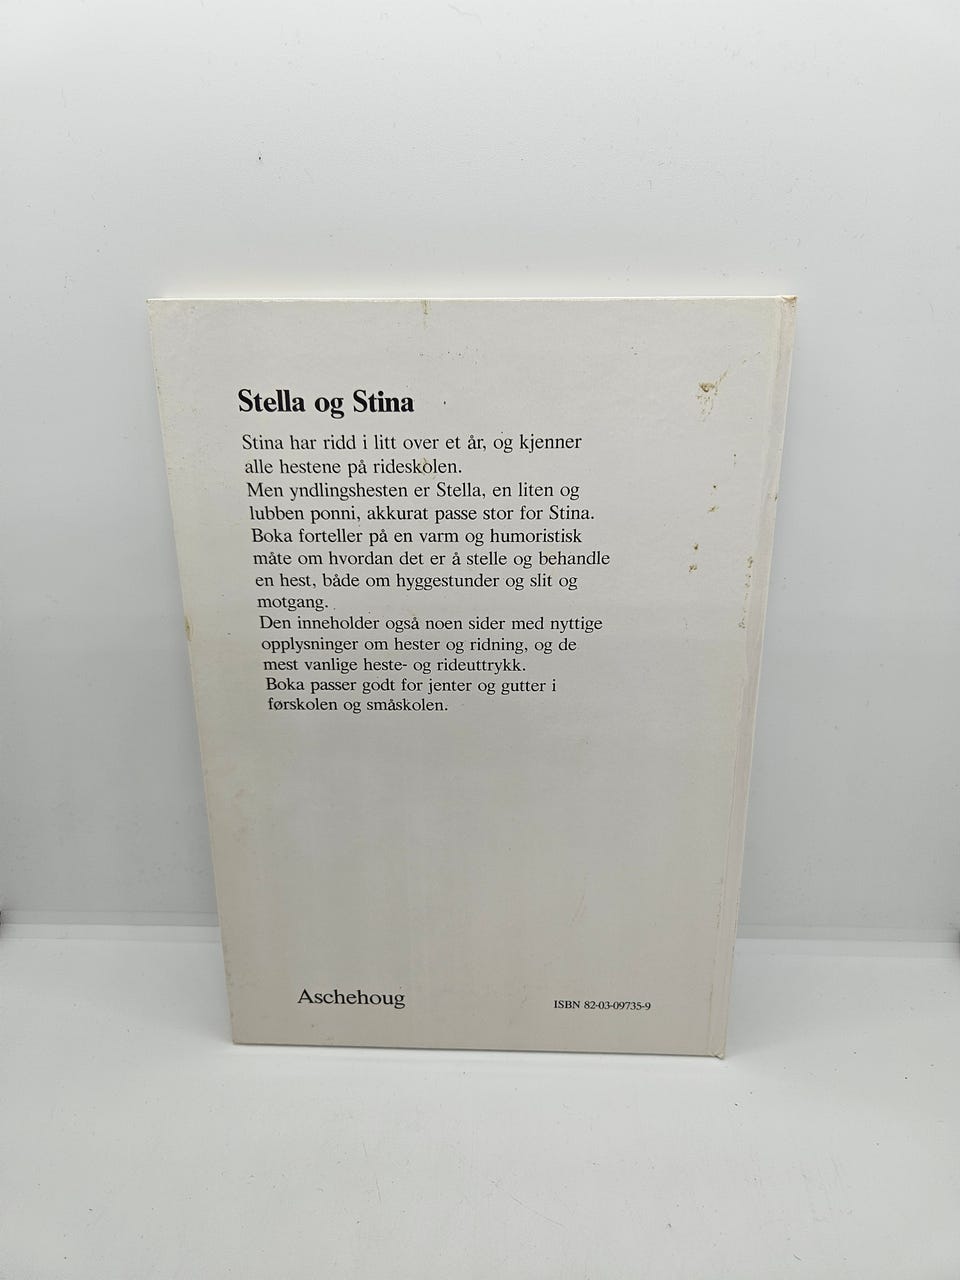 Stella og Stina
Stina har ridd i litt over et år, og kjenner
alle hestene på rideskolen.
Men yndlingshesten er Stella, en liten og
lubben ponni, akkurat passe stor for Stina.
Boka forteller på en varm og humoristisk
måte om hvordan det er å stelle og behandle
en hest, både om hyggestunder og slit og
motgang.
Den inneholder også noen sider med nyttige
opplysninger om hester og ridning, og de
mest vanlige heste- og rideuttrykk.
Boka passer godt for jenter og gutter i
førskolen og småskolen.
Aschehoug
ISBN 82-03-09735-9